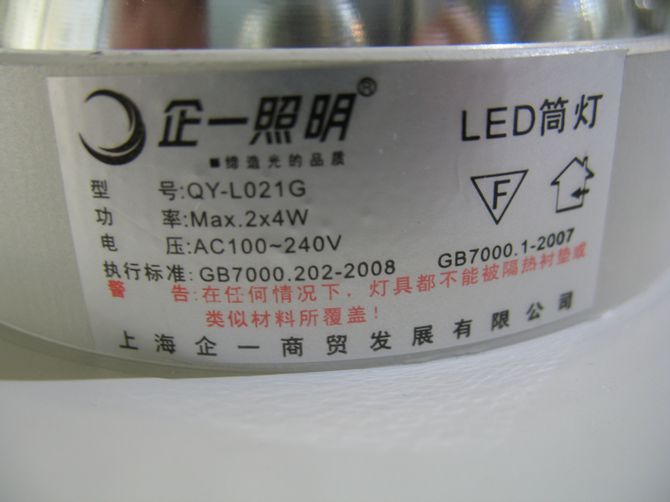 企一照明®
LED筒灯
■缔造光的品质
型 号:QY-L021G
功 率:Max.2x4W
F
电 压:AC100~240V
执行标准:GB7000.202-2008 GB7000.1-2007
警 告:在任何情况下，灯具都不能被隔热衬垫或
类似材料所覆盖！
上海企一商贸发展有限公司